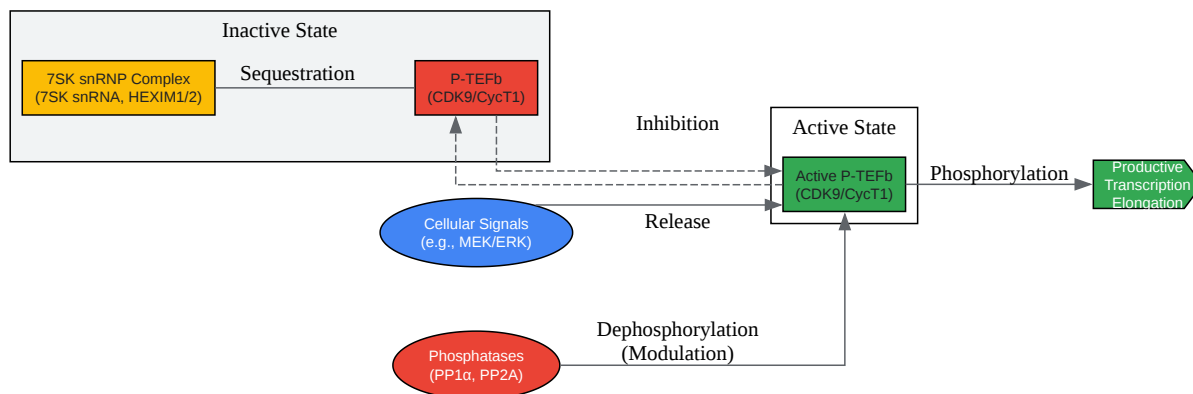 Inactive State
7SK snRNP Complex
(7SK snRNA, HEXIM1/2)
Sequestration
P-TEFb
(CDK9/CycT1)
Inhibition
Active State
Active P-TEFb
(CDK9/CycT1)
Phosphorylation
Productive
Transcription
Elongation
Cellular Signals
(e.g., MEK/ERK)
Release
Dephosphorylation
(Modulation)
Phosphatases
(PP1α, PP2A)